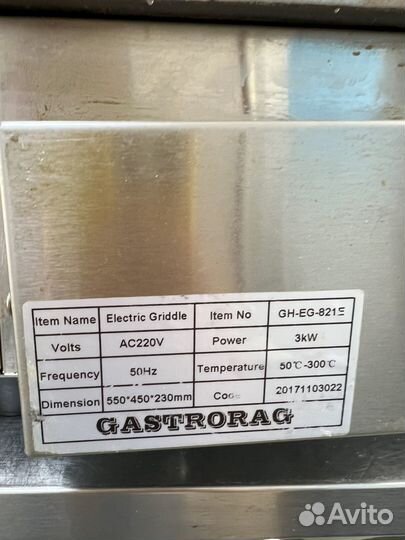 Item Name Electric Griddle Item No GH-EG-821E
Volts AC220V Power 3kW
Frequency 50Hz Temperature 50℃-300℃
Dimension 550*450*230mm Code 20171103022
GASTRORAG
Avito